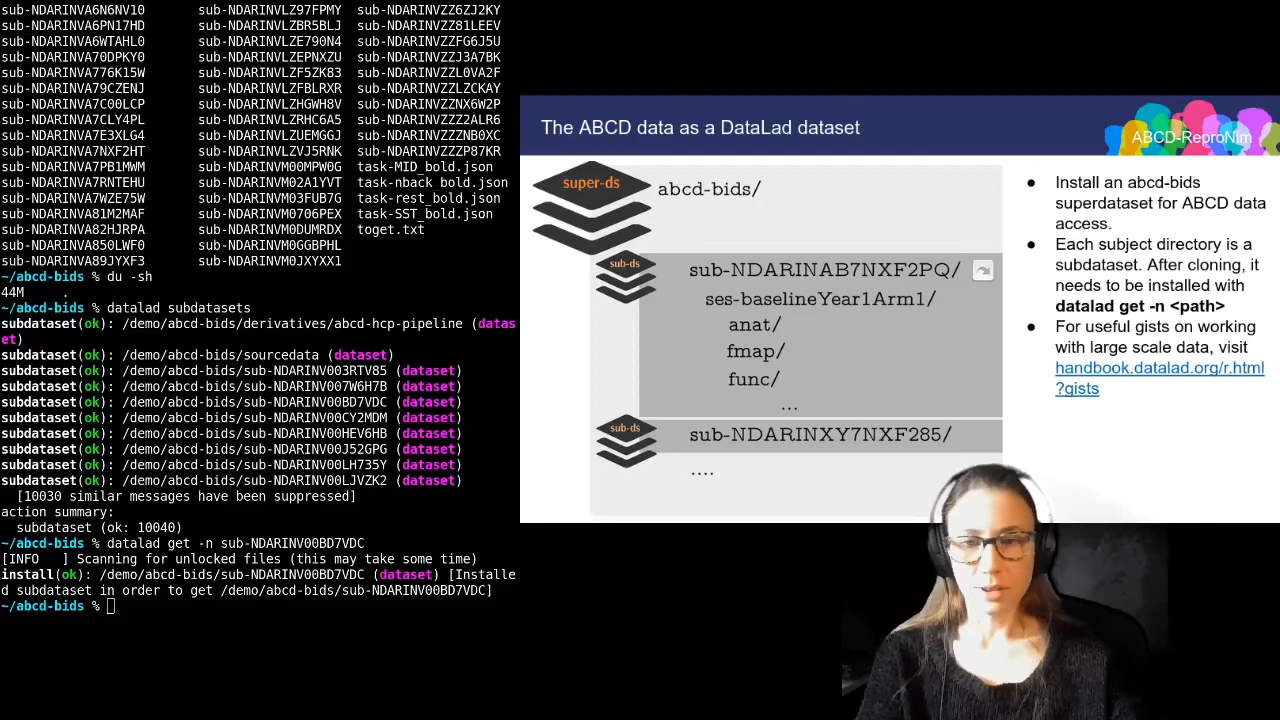 sub-NDARINVA6N6NV10 sub-NDARINVLZ97FPMY sub-NDARINVZZ6ZJ2KY
sub-NDARINVA6PN17HD sub-NDARINVLZBR5BLJ sub-NDARINVZZ81LEEV
sub-NDARINVA6WTAHL0 sub-NDARINVLZE790N4 sub-NDARINVZZFG6J5U
sub-NDARINVA70DPKY0 sub-NDARINVLZEPNXZU sub-NDARINVZZJ3A7BK
sub-NDARINVA776K15W sub-NDARINVLZF5ZK83 sub-NDARINVZZL0VA2F
sub-NDARINVA79CZENJ sub-NDARINVLZFBLRXR sub-NDARINVZZLZCKAY
sub-NDARINVA7C00LCP sub-NDARINVLZHGWH8V sub-NDARINVZZNX6W2P
sub-NDARINVA7CLY4PL sub-NDARINVLZRHC6A5 sub-NDARINVZZZ2ALR6
sub-NDARINVA7E3XLG4 sub-NDARINVLZUEMGGJ sub-NDARINVZZZNB0XC
sub-NDARINVA7NXF2HT sub-NDARINVLZVJ5RNK sub-NDARINVZZZP87KR
sub-NDARINVA7PB1MWM sub-NDARINVM00MPW0G task-MID_bold.json
sub-NDARINVA7RNTEHU sub-NDARINVM02A1YVT task-nback_bold.json
sub-NDARINVA7WZE75W sub-NDARINVM03FUB7G task-rest_bold.json
sub-NDARINVA81M2MAF sub-NDARINVM0706PEX task-SST_bold.json
sub-NDARINVA82HJRPA sub-NDARINVM0DUMRDX toget.txt
sub-NDARINVA850LWF0 sub-NDARINVM0GGBPHL
sub-NDARINVA89JYXF3 sub-NDARINVM0JXYXX1
~/abcd-bids % du -sh
44M .
~/abcd-bids % datalad subdatasets
subdataset(ok): /demo/abcd-bids/derivatives/abcd-hcp-pipeline (datas
et)
subdataset(ok): /demo/abcd-bids/sourcedata (dataset)
subdataset(ok): /demo/abcd-bids/sub-NDARINV003RTV85 (dataset)
subdataset(ok): /demo/abcd-bids/sub-NDARINV007W6H7B (dataset)
subdataset(ok): /demo/abcd-bids/sub-NDARINV00BD7VDC (dataset)
subdataset(ok): /demo/abcd-bids/sub-NDARINV00CY2MDM (dataset)
subdataset(ok): /demo/abcd-bids/sub-NDARINV00HEV6HB (dataset)
subdataset(ok): /demo/abcd-bids/sub-NDARINV00J52GPG (dataset)
subdataset(ok): /demo/abcd-bids/sub-NDARINV00LH735Y (dataset)
subdataset(ok): /demo/abcd-bids/sub-NDARINV00LJVZK2 (dataset)
[10030 similar messages have been suppressed]
action summary:
subdataset (ok: 10040)
~/abcd-bids % datalad get -n sub-NDARINV00BD7VDC
[INFO ] Scanning for unlocked files (this may take some time)
install(ok): /demo/abcd-bids/sub-NDARINV00BD7VDC (dataset) [Installe
d subdataset in order to get /demo/abcd-bids/sub-NDARINV00BD7VDC]
~/abcd-bids %
The ABCD data as a DataLad dataset
ABCD-ReproNim
super-ds
abcd-bids/
sub-ds
sub-NDARINAB7NXF2PQ/
ses-baselineYear1Arm1/
anat/
fmap/
func/
...
sub-ds
sub-NDARINXY7NXF285/
....
● Install an abcd-bids
superdataset for ABCD data
access.
● Each subject directory is a
subdataset. After cloning, it
needs to be installed with
datalad get -n <path>
● For useful gists on working
with large scale data, visit
handbook.datalad.org/r.html
?gists